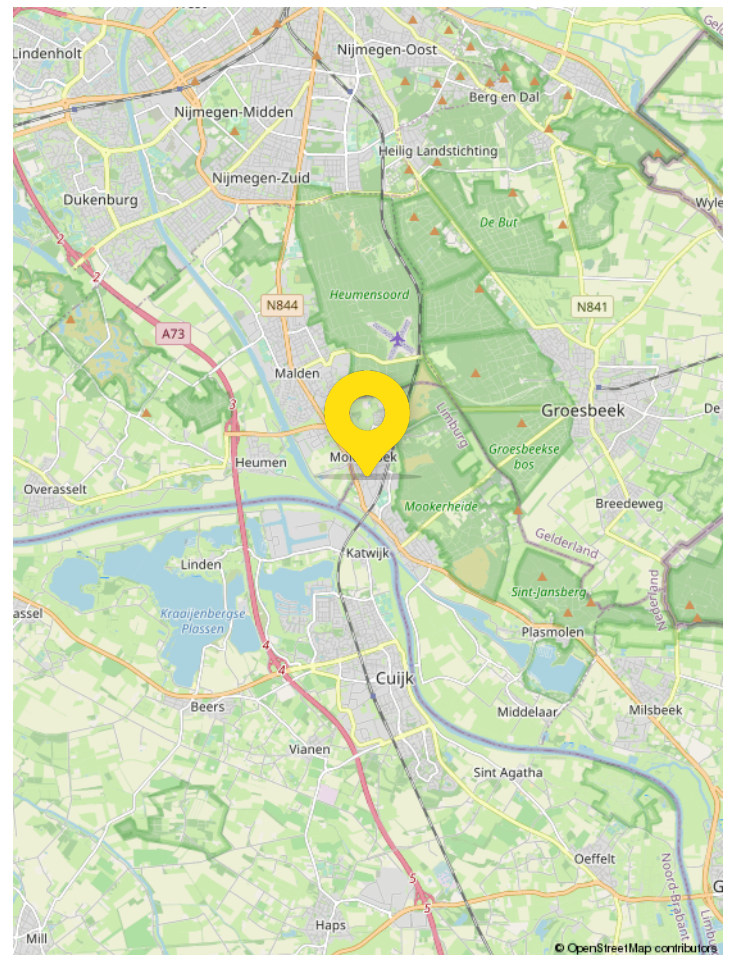 Lindenholt
Nijmegen-Oost
Berg en Dal
Nijmegen-Midden
Heilig Landstichting
Nijmegen-Zuid
Dukenburg
Wyle
De But
2
2
Heumensoord
N844
N841
A73
Malden
3
Limburg
Groesbeek
De
Mo
ek
Groesbeekse
bos
Heumen
Overasselt
Mookerheide
Breedeweg
Gelderland
Katwijk
Linden
Nederland
Sint-Jansberg
assel
Kraaijenbergse
Plassen
Plasmolen
4
4
Cuijk
Beers
Middelaar
Milsbeek
Vianen
Sint Agatha
Oeffelt
5
5
G
Noord-Brabant
Limbu
Haps
Mill
© OpenStreetMap contributors